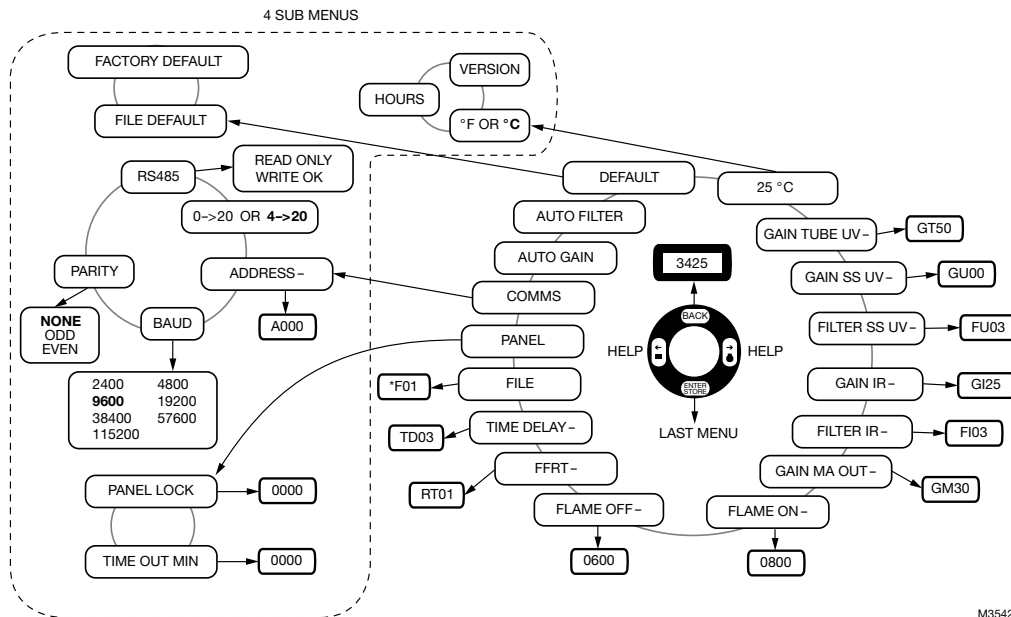 4 SUB MENUS
FACTORY DEFAULT
FILE DEFAULT
VERSION
HOURS
°F OR °C
RS485
READ ONLY
WRITE OK
0->20 OR 4->20
PARITY
ADDRESS–
NONE
ODD
EVEN
BAUD
A000
2400 4800
9600 19200
38400 57600
115200
PANEL LOCK
0000
TIME OUT MIN
0000
DEFAULT
25 °C
AUTO FILTER
AUTO GAIN
COMMS
PANEL
FILE
*F01
TIME DELAY–
TD03
FFRT–
RT01
FLAME OFF–
0600
FLAME ON–
0800
GAIN TUBE UV–
GT50
GAIN SS UV–
GU00
FILTER SS UV–
FU03
GAIN IR–
GI25
FILTER IR–
FI03
GAIN MA OUT–
GM30
3425
BACK
HELP
HELP
ENTER
STORE
LAST MENU
M3542